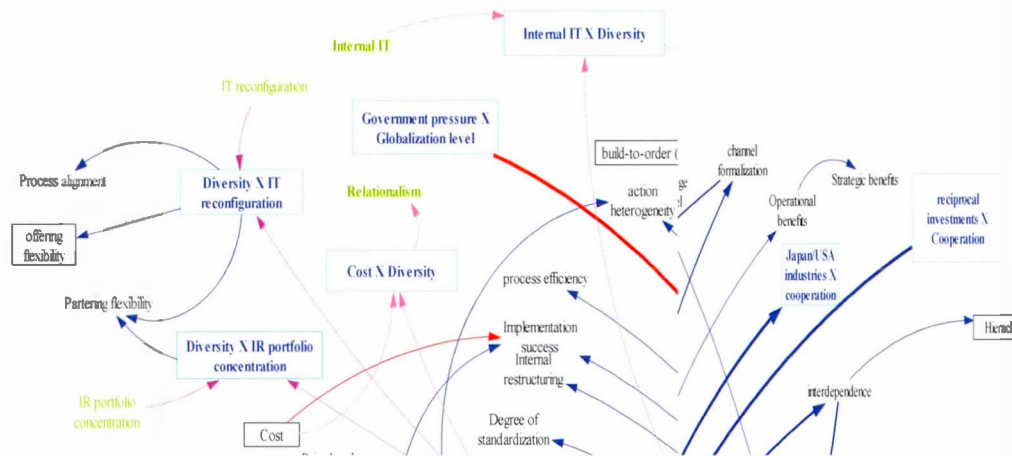 Internal IT
Internal IT X Diversity
IT reconfiguration
Government pressure X
Globalization level
build-to-order (
channel
formalization
Process alignment
Diversity X IT
reconfiguration
Relationalism
action
heterogeneity
Strategic benefits
Operational
benefits
reciprocal
investments X
Cooperation
offering
flexibility
Cost X Diversity
process efficiency
Japan/USA
industries X
cooperation
Partering flexibility
Implementation
success
Internal
restructuring
Diversity X IR portfolio
concentration
interdependence
IR portfolio
concentration
Cost
Degree of
standardization